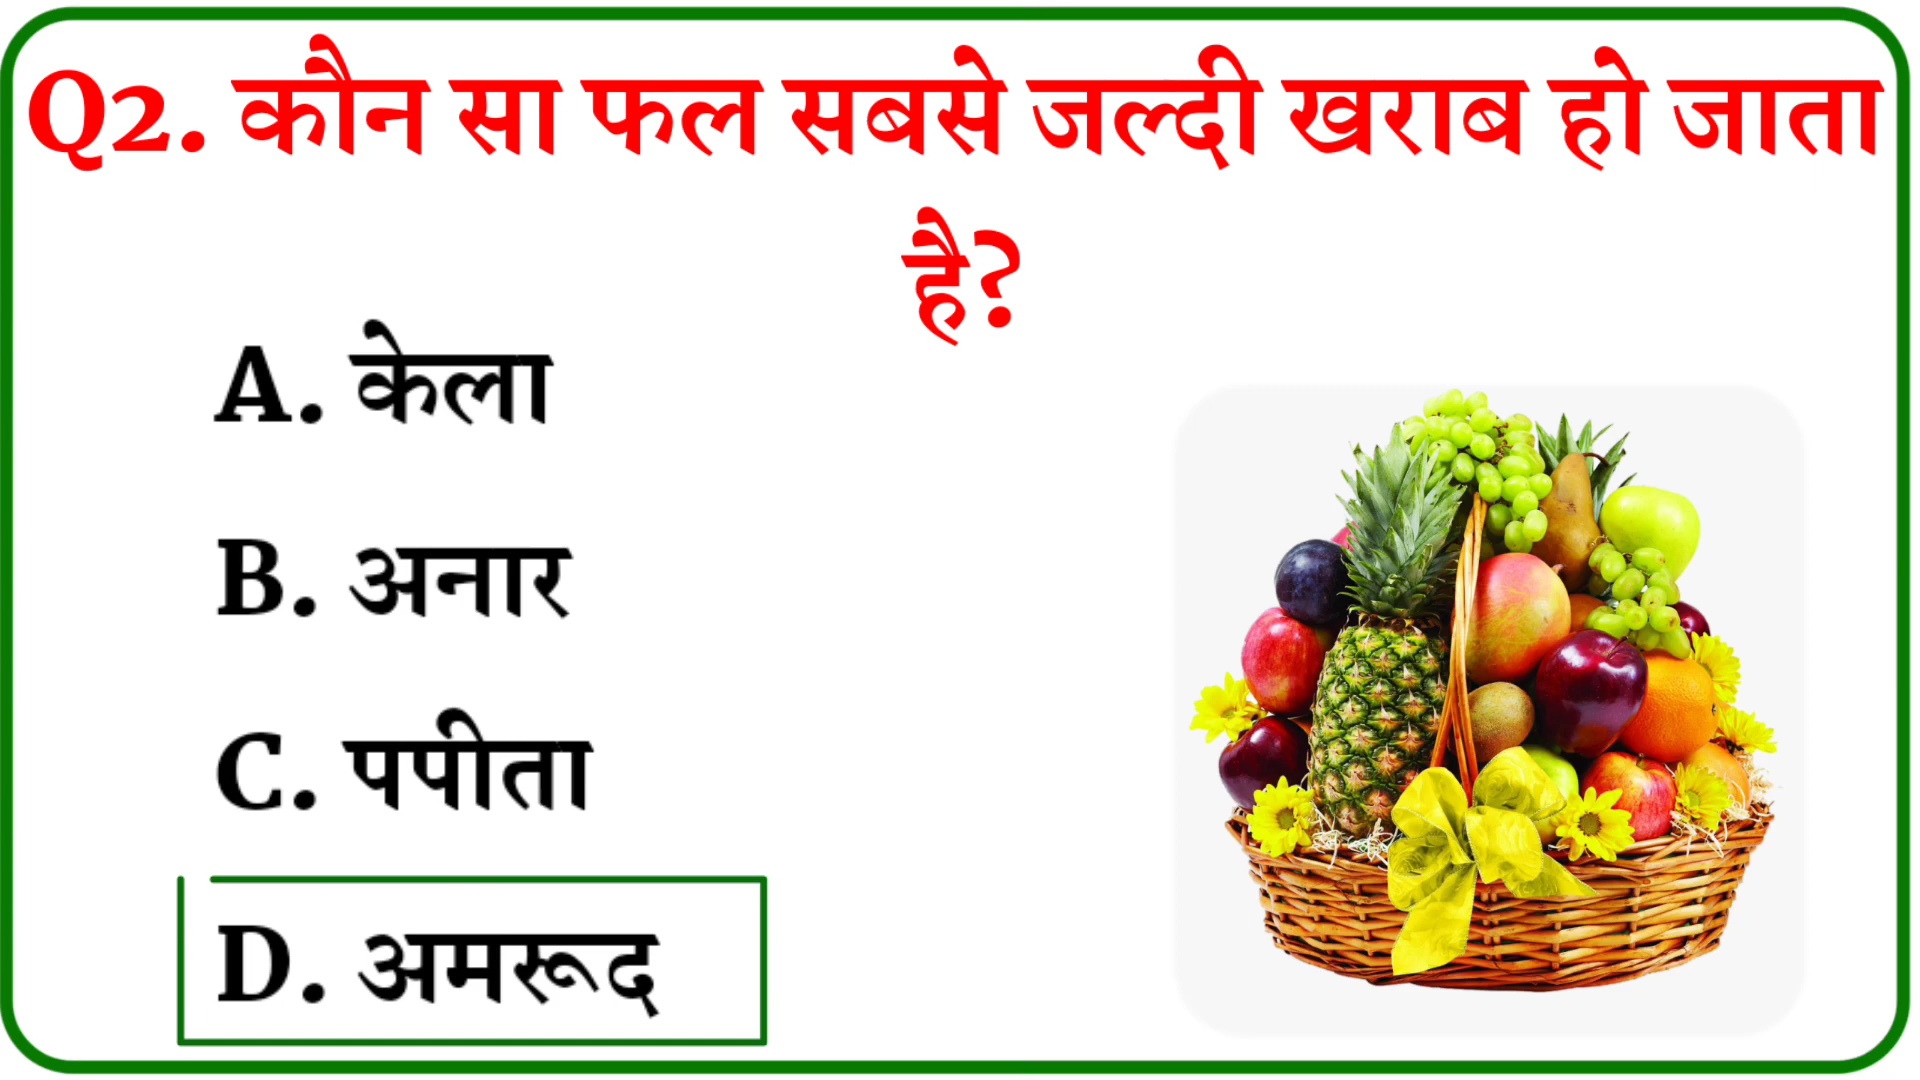 Q2. कौन सा फल सबसे जल्दी खराब हो जाता
है?
A. केला
B. अनार
C. पपीता
D. अमरूद